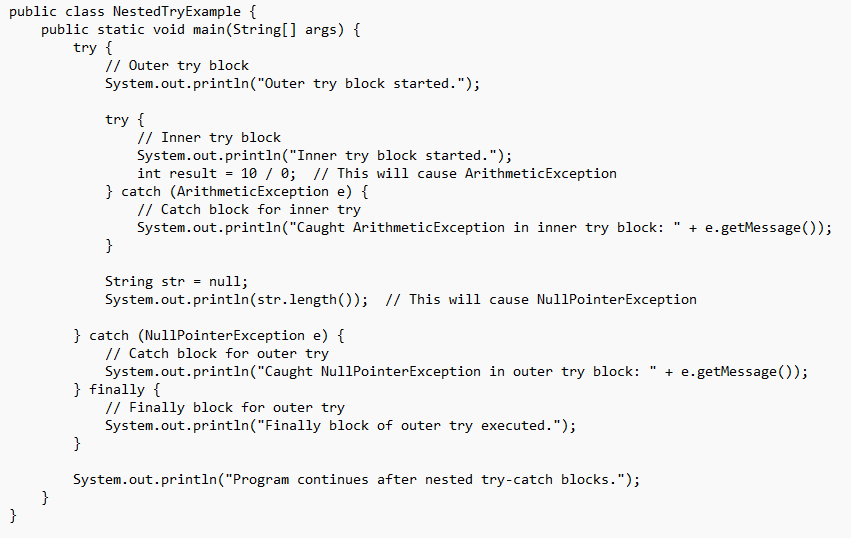 public class NestedTryExample {
    public static void main(String[] args) {
        try {
            // Outer try block
            System.out.println("Outer try block started.");

            try {
                // Inner try block
                System.out.println("Inner try block started.");
                int result = 10 / 0;  // This will cause ArithmeticException
            } catch (ArithmeticException e) {
                // Catch block for inner try
                System.out.println("Caught ArithmeticException in inner try block: " + e.getMessage());
            }

            String str = null;
            System.out.println(str.length());  // This will cause NullPointerException

        } catch (NullPointerException e) {
            // Catch block for outer try
            System.out.println("Caught NullPointerException in outer try block: " + e.getMessage());
        } finally {
            // Finally block for outer try
            System.out.println("Finally block of outer try executed.");
        }

        System.out.println("Program continues after nested try-catch blocks.");
    }
}